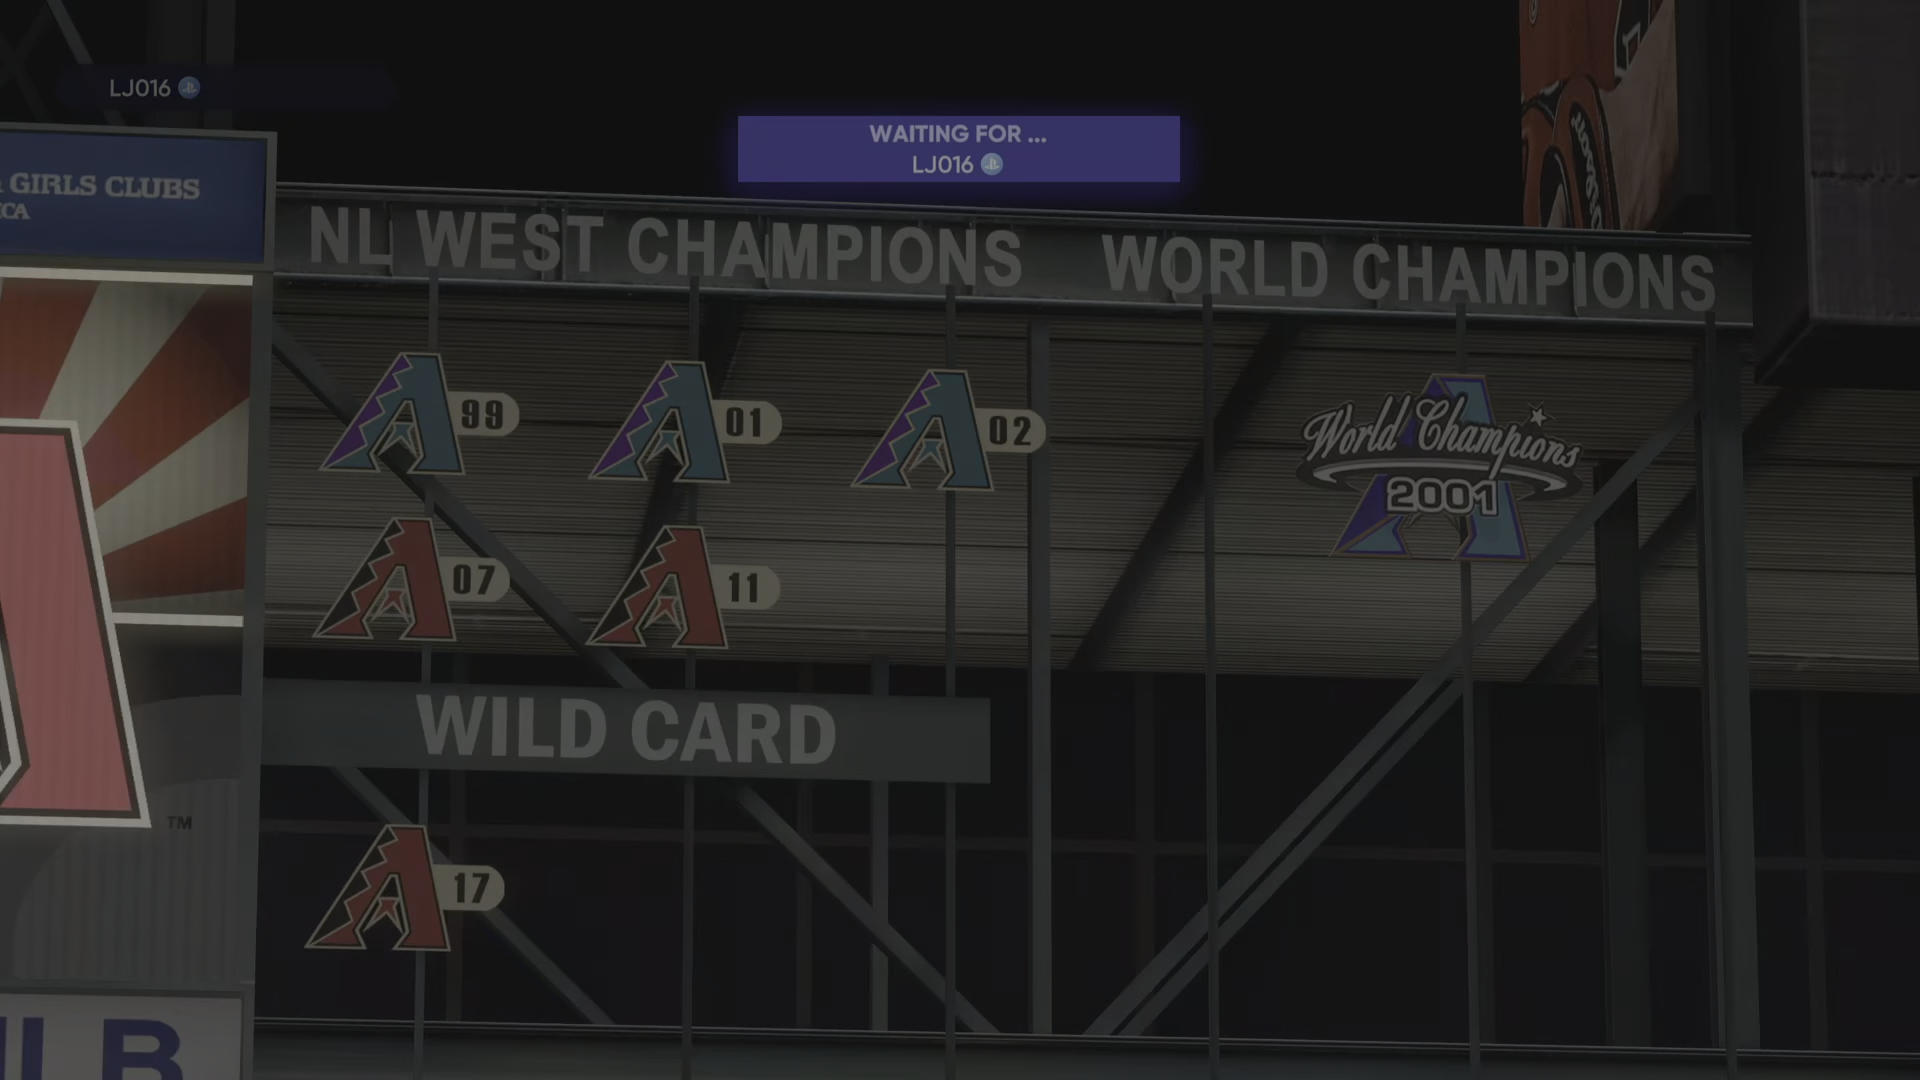 LJ016
WAITING FOR ...
LJ016
GIRLS CLUBS
NL WEST CHAMPIONS
WORLD CHAMPIONS
99
01
02
World Champions
2001
07
11
WILD CARD
TM
17